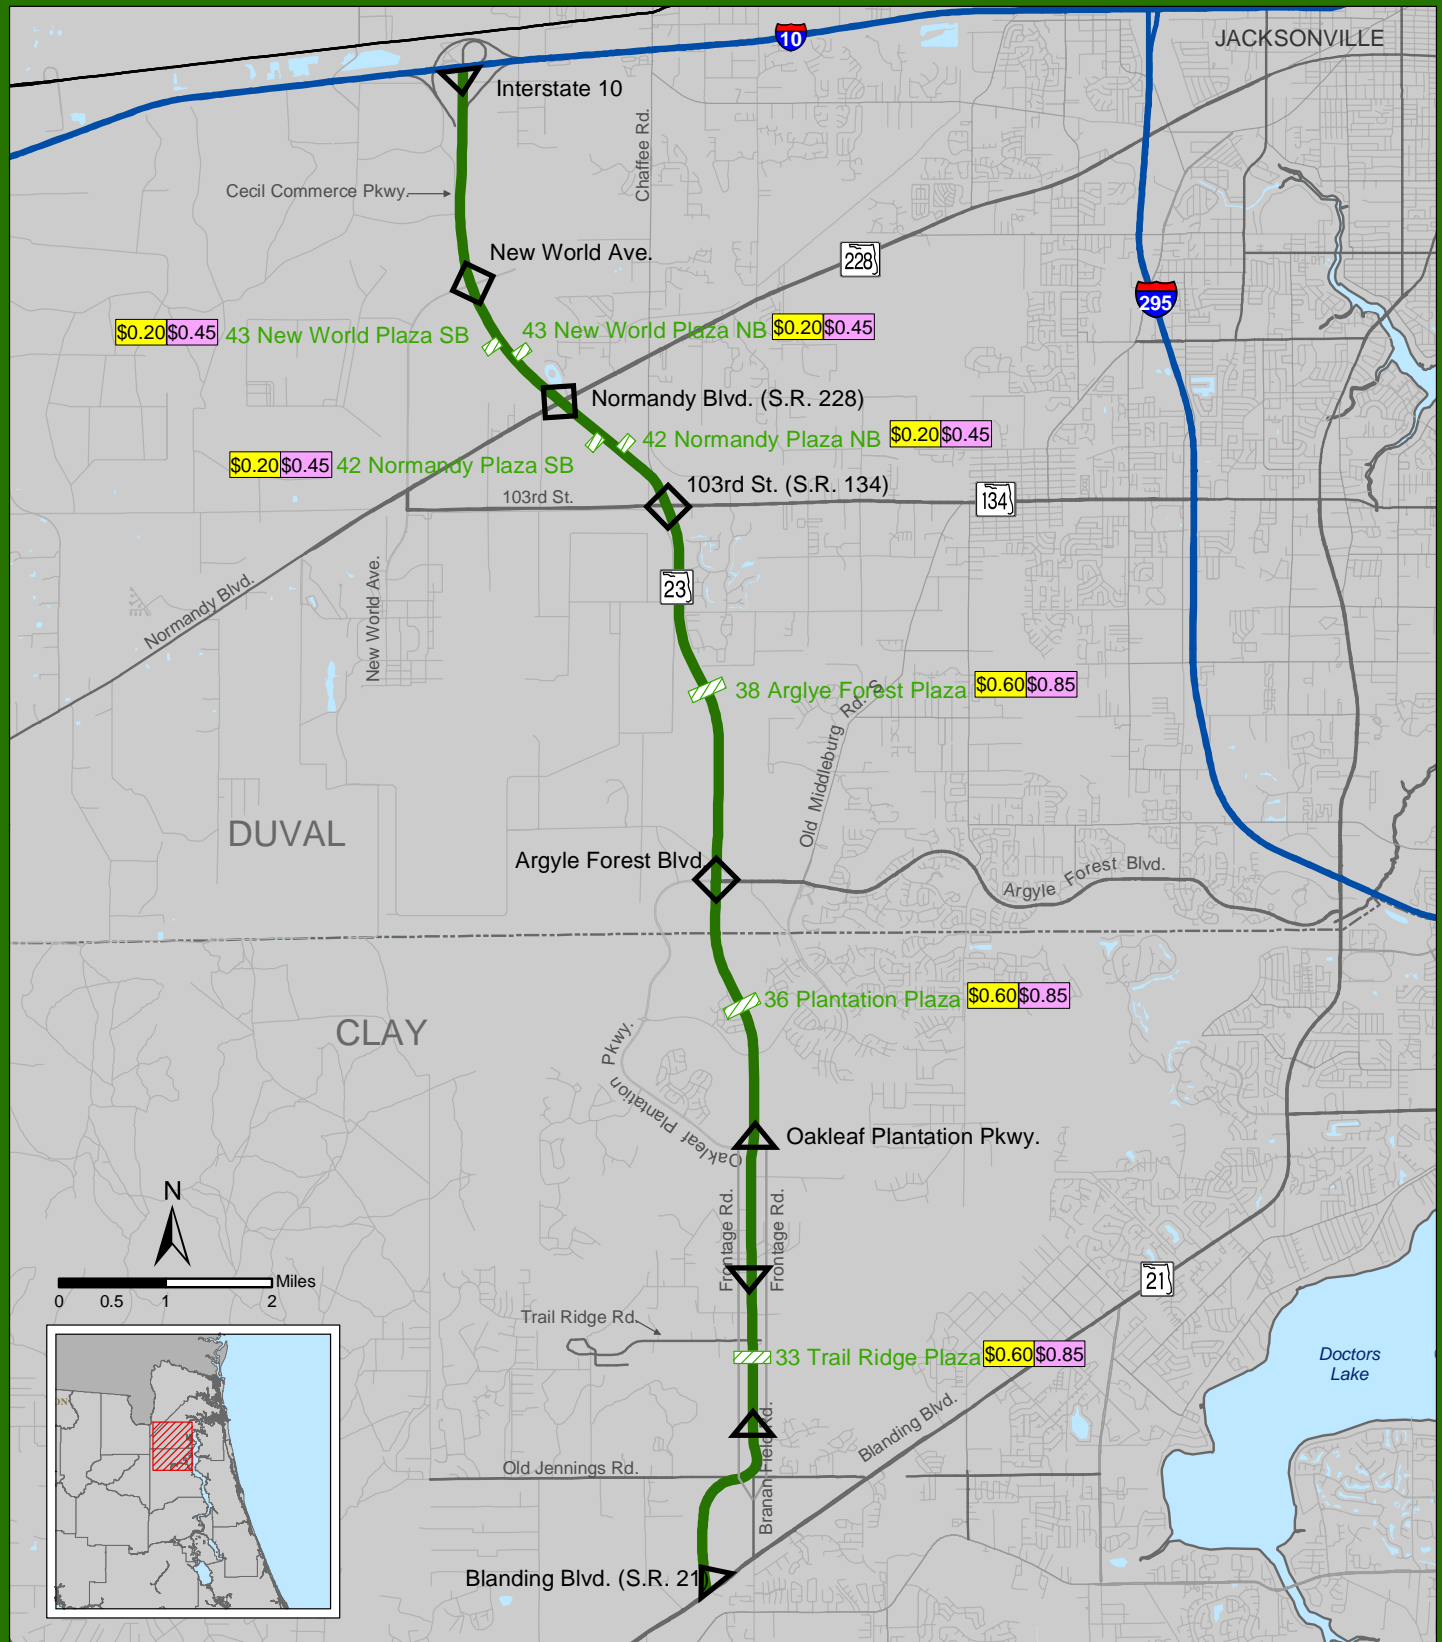 10
JACKSONVILLE
Interstate 10
Chaffee Rd.
Cecil Commerce Pkwy.
New World Ave.
228
295
$0.20 $0.45 43 New World Plaza SB
43 New World Plaza NB $0.20 $0.45
Normandy Blvd. (S.R. 228)
42 Normandy Plaza NB $0.20 $0.45
$0.20 $0.45 42 Normandy Plaza SB
103rd St. (S.R. 134)
103rd St.
134
23
Normandy Blvd.
New World Ave.
38 Arglye Forest Plaza $0.60 $0.85
Old Middleburg Rd. S
DUVAL
Argyle Forest Blvd.
Argyle Forest Blvd.
36 Plantation Plaza $0.60 $0.85
CLAY
Oakleaf Plantation Pkwy.
Oakleaf Plantation Pkwy.
N
Frontage Rd.
Frontage Rd.
Miles
0 0.5 1 2
21
Trail Ridge Rd.
33 Trail Ridge Plaza $0.60 $0.85
Doctors
Lake
Blanding Blvd.
Branan Field Rd.
Old Jennings Rd.
Blanding Blvd. (S.R. 21)